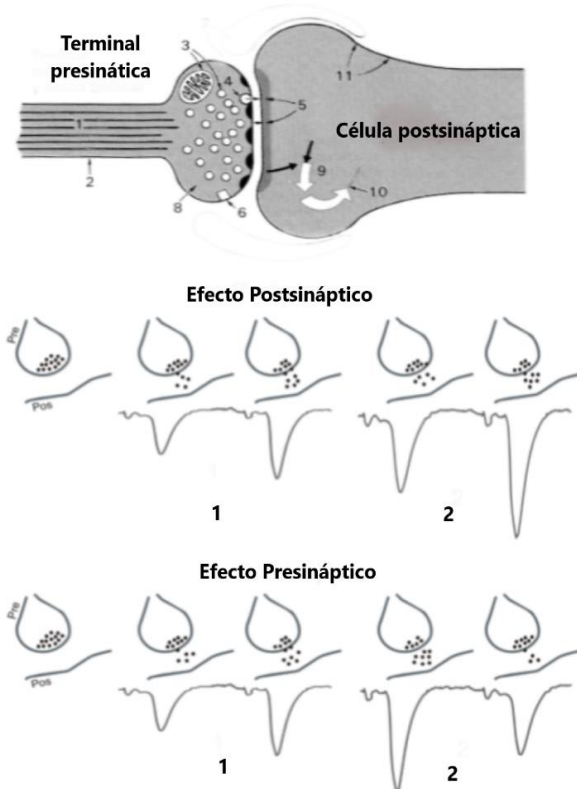 Terminal
presinática
3
4
5
11
1
Célula postsináptica
2
9
10
8
6
Efecto Postsináptico
Pre
Pos
1
2
Efecto Presináptico
Pre
Pos
1
2